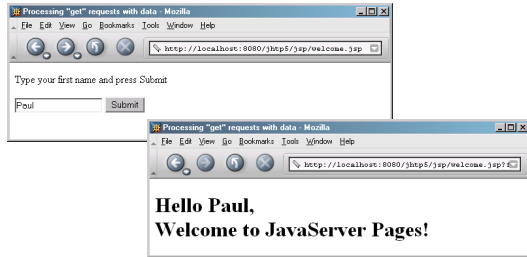 Processing "get" requests with data - Mozilla
File Edit View Go Bookmarks Tools Window Help
http://localhost:8080/jhtp5/jsp/welcome.jsp
Type your first name and press Submit
Paul Submit
Processing "get" requests with data - Mozilla
File Edit View Go Bookmarks Tools Window Help
http://localhost:8080/jhtp5/jsp/welcome.jsp?
Hello Paul,
Welcome to JavaServer Pages!